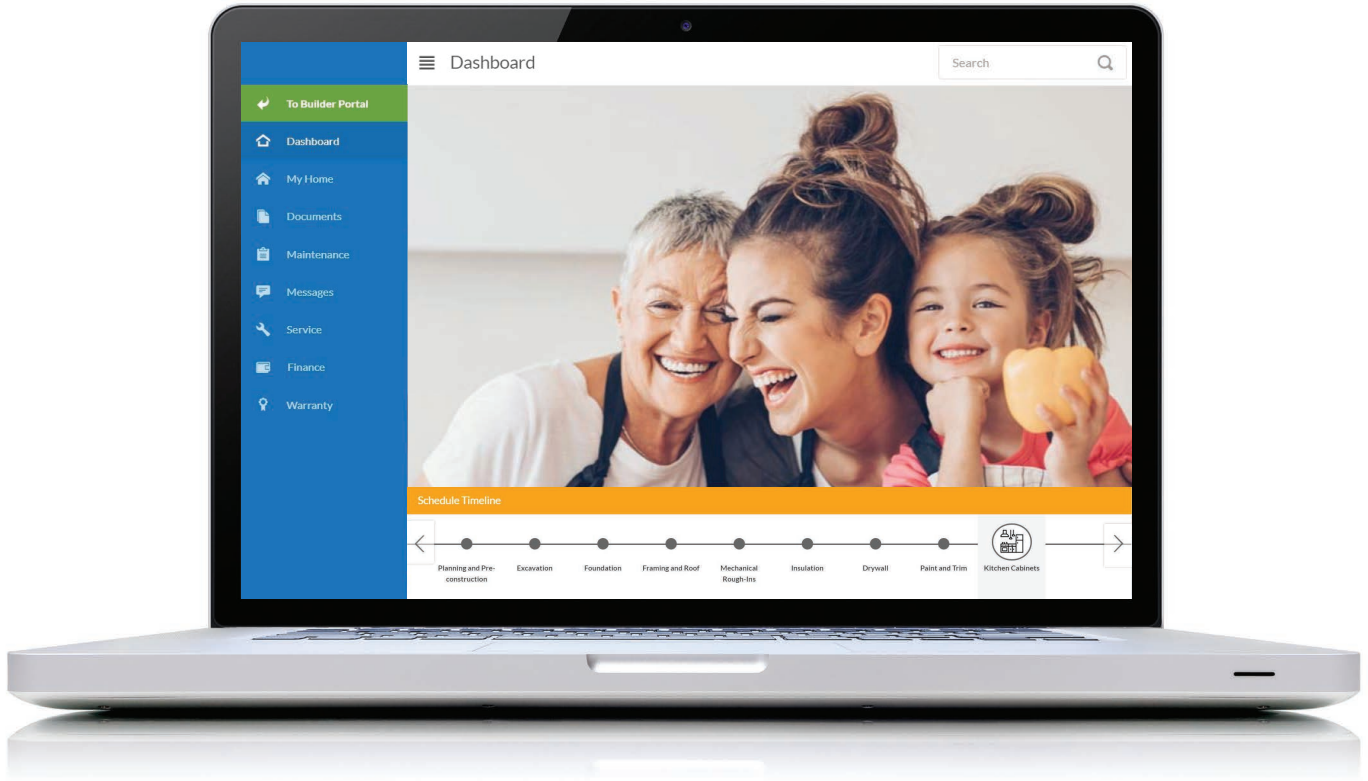 Dashboard
Search
To Builder Portal
Dashboard
My Home
Documents
Maintenance
Messages
Service
Finance
Warranty
Schedule Timeline
Planning and Pre-
construction
Excavation
Foundation
Framing and Roof
Mechanical
Rough-Ins
Insulation
Drywall
Paint and Trim
Kitchen Cabinets